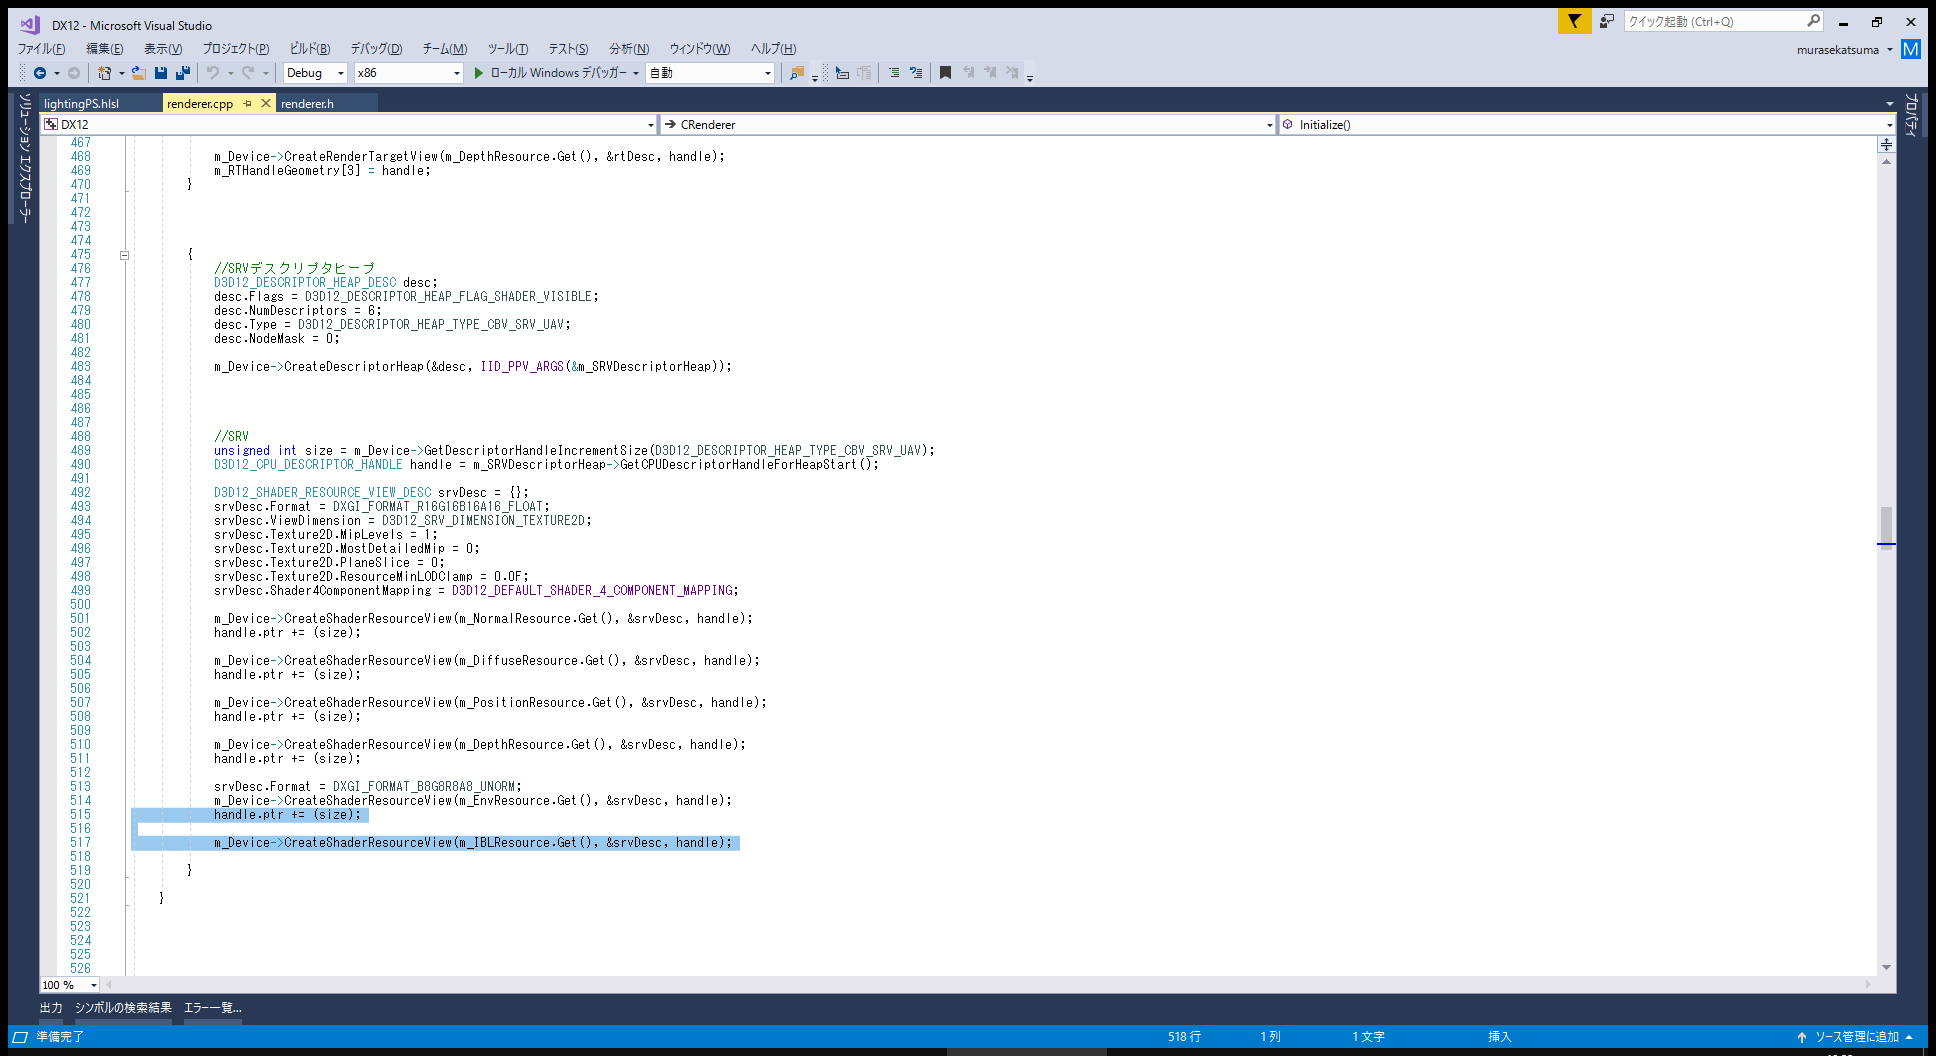 DX12 - Microsoft Visual Studio
クイック起動 (Ctrl+Q)
ファイル(F) 編集(E) 表示(V) プロジェクト(P) ビルド(B) デバッグ(D) チーム(M) ツール(T) テスト(S) 分析(N) ウィンドウ(W) ヘルプ(H)
murasekatsuma M
Debug x86 ローカル Windows デバッガー 自動
ソリューション エクスプローラー
プロパティ
lightingPS.hlsl renderer.cpp renderer.h
DX12 CRenderer Initialize()
467
468 m_Device->CreateRenderTargetView(m_DepthResource.Get(), &rtDesc, handle);
469 m_RTHandleGeometry[3] = handle;
470 }
471
472
473
474
475 {
476 //SRVデスクリプタヒープ
477 D3D12_DESCRIPTOR_HEAP_DESC desc;
478 desc.Flags = D3D12_DESCRIPTOR_HEAP_FLAG_SHADER_VISIBLE;
479 desc.NumDescriptors = 6;
480 desc.Type = D3D12_DESCRIPTOR_HEAP_TYPE_CBV_SRV_UAV;
481 desc.NodeMask = 0;
482
483 m_Device->CreateDescriptorHeap(&desc, IID_PPV_ARGS(&m_SRVDescriptorHeap));
484
485
486
487
488 //SRV
489 unsigned int size = m_Device->GetDescriptorHandleIncrementSize(D3D12_DESCRIPTOR_HEAP_TYPE_CBV_SRV_UAV);
490 D3D12_CPU_DESCRIPTOR_HANDLE handle = m_SRVDescriptorHeap->GetCPUDescriptorHandleForHeapStart();
491
492 D3D12_SHADER_RESOURCE_VIEW_DESC srvDesc = {};
493 srvDesc.Format = DXGI_FORMAT_R16G16B16A16_FLOAT;
494 srvDesc.ViewDimension = D3D12_SRV_DIMENSION_TEXTURE2D;
495 srvDesc.Texture2D.MipLevels = 1;
496 srvDesc.Texture2D.MostDetailedMip = 0;
497 srvDesc.Texture2D.PlaneSlice = 0;
498 srvDesc.Texture2D.ResourceMinLODClamp = 0.0F;
499 srvDesc.Shader4ComponentMapping = D3D12_DEFAULT_SHADER_4_COMPONENT_MAPPING;
500
501 m_Device->CreateShaderResourceView(m_NormalResource.Get(), &srvDesc, handle);
502 handle.ptr += (size);
503
504 m_Device->CreateShaderResourceView(m_DiffuseResource.Get(), &srvDesc, handle);
505 handle.ptr += (size);
506
507 m_Device->CreateShaderResourceView(m_PositionResource.Get(), &srvDesc, handle);
508 handle.ptr += (size);
509
510 m_Device->CreateShaderResourceView(m_DepthResource.Get(), &srvDesc, handle);
511 handle.ptr += (size);
512
513 srvDesc.Format = DXGI_FORMAT_B8G8R8A8_UNORM;
514 m_Device->CreateShaderResourceView(m_EnvResource.Get(), &srvDesc, handle);
515 handle.ptr += (size);
516
517 m_Device->CreateShaderResourceView(m_IBLResource.Get(), &srvDesc, handle);
518
519 }
520
521 }
522
523
524
525
526
100 %
出力 シンボルの検索結果 エラー一覧...
準備完了 518 行 1 列 1 文字 挿入 ソース管理に追加